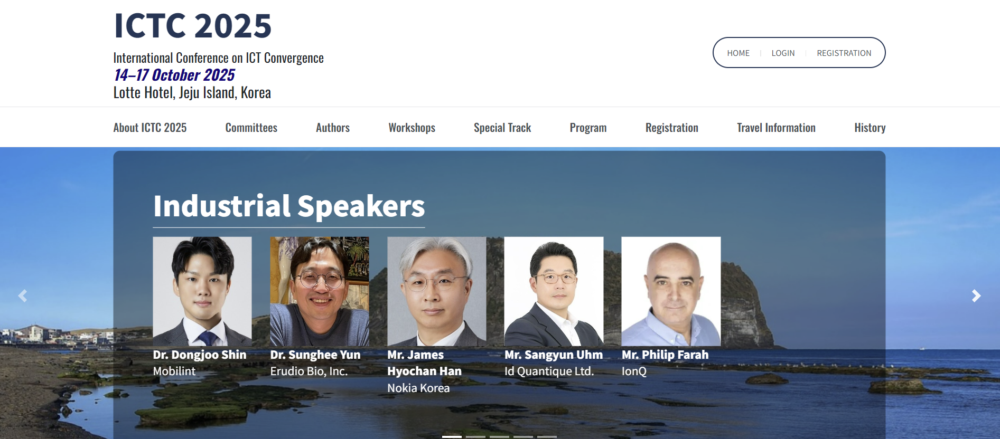 ICTC 2025
International Conference on ICT Convergence
14–17 October 2025
Lotte Hotel, Jeju Island, Korea
HOME | LOGIN | REGISTRATION
About ICTC 2025 Committees Authors Workshops Special Track Program Registration Travel Information History
Industrial Speakers
Dr. Dongjoo Shin
Mobilint
Dr. Sunghee Yun
Erudio Bio, Inc.
Mr. James
Hyochan Han
Nokia Korea
Mr. Sangyun Uhm
Id Quantique Ltd.
Mr. Philip Farah
IonQ